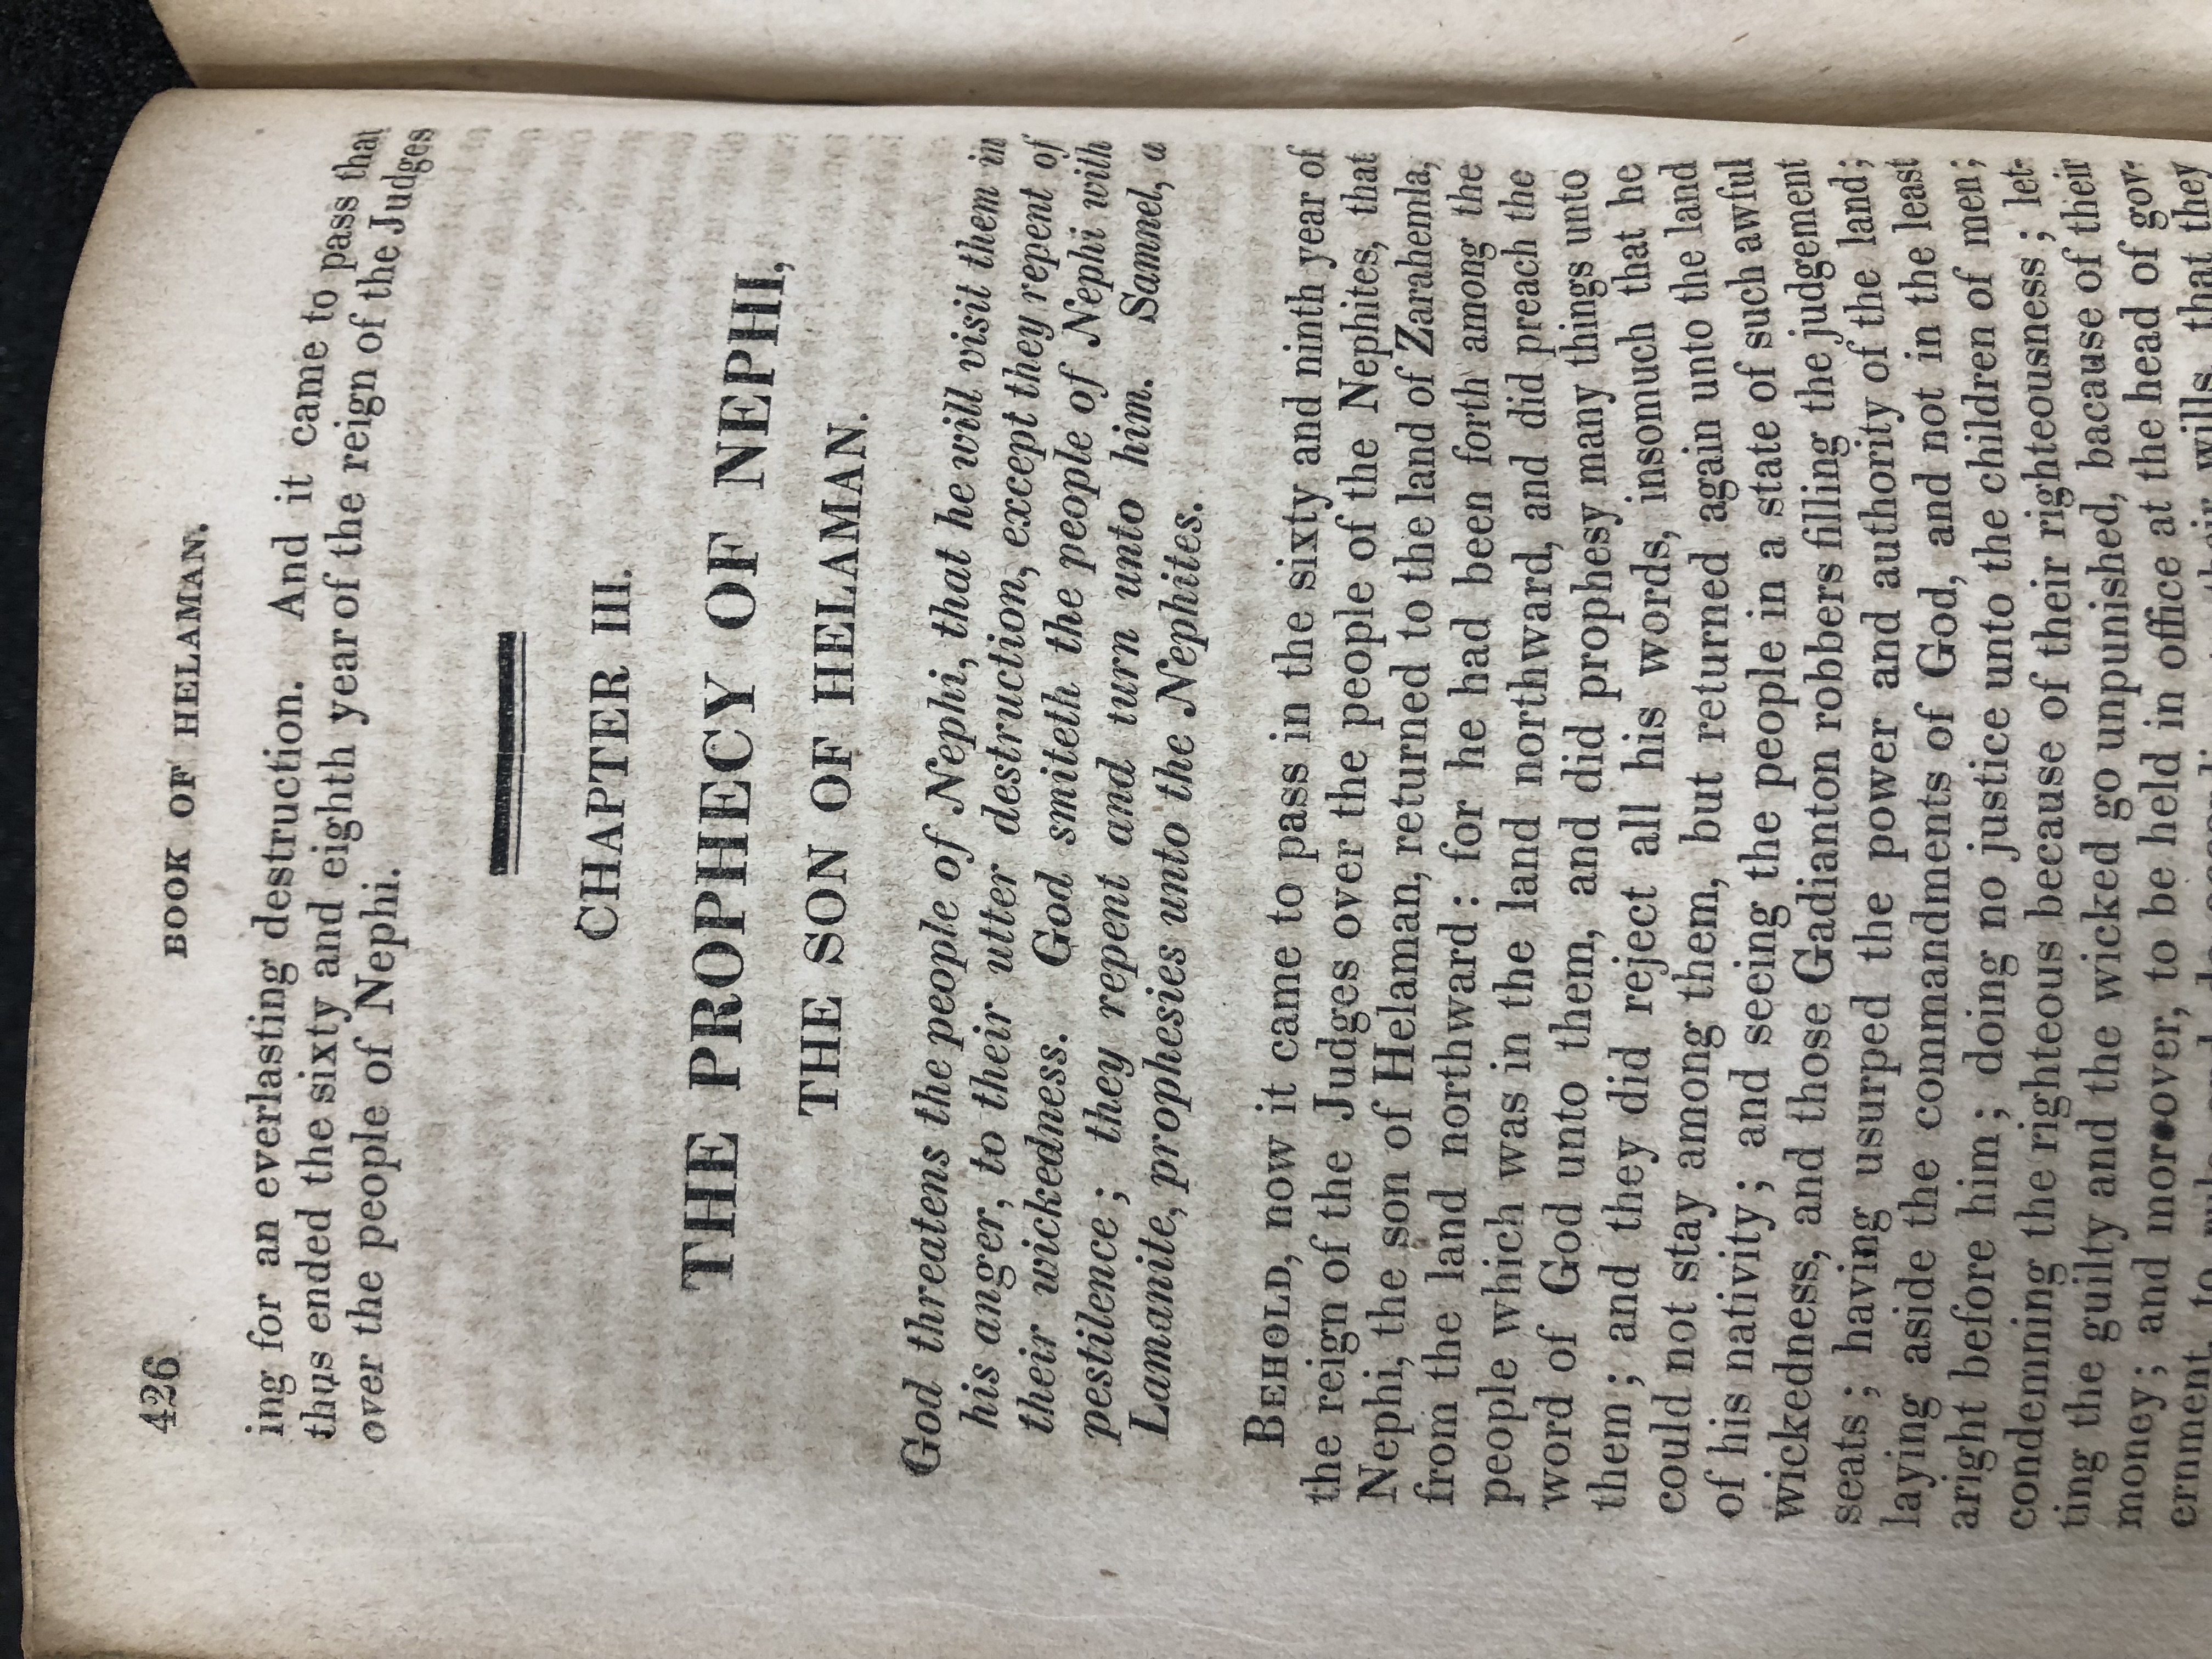 426 BOOK OF HELAMAN.
ing for an everlasting destruction. And it came to pass that
thus ended the sixty and eighth year of the reign of the Judges
over the people of Nephi.
CHAPTER III.
THE PROPHECY OF NEPHI,
THE SON OF HELAMAN.
God threatens the people of Nephi, that he will visit them in
his anger, to their utter destruction, except they repent of
their wickedness. God smiteth the people of Nephi with
pestilence; they repent and turn unto him. Samnel, a
Lamanite, prophesies unto the Nephites.
BEHOLD, now it came to pass in the sixty and ninth year of
the reign of the Judges over the people of the Nephites, that
Nephi, the son of Helaman, returned to the land of Zarahemla,
from the land northward: for he had been forth among the
people which was in the land northward, and did preach the
word of God unto them, and did prophesy many things unto
them; and they did reject all his words, insomuch that he
could not stay among them, but returned again unto the land
of his nativity; and seeing the people in a state of such awful
wickedness, and those Gadianton robbers filling the judgement
seats; having usurped the power and authority of the land;
laying aside the commandments of God, and not in the least
aright before him; doing no justice unto the children of men;
condemning the righteous because of their righteousness; let-
ting the guilty and the wicked go unpunished, bacause of their
money; and moreover, to be held in office at the head of gov-
ernment, to wills, that they